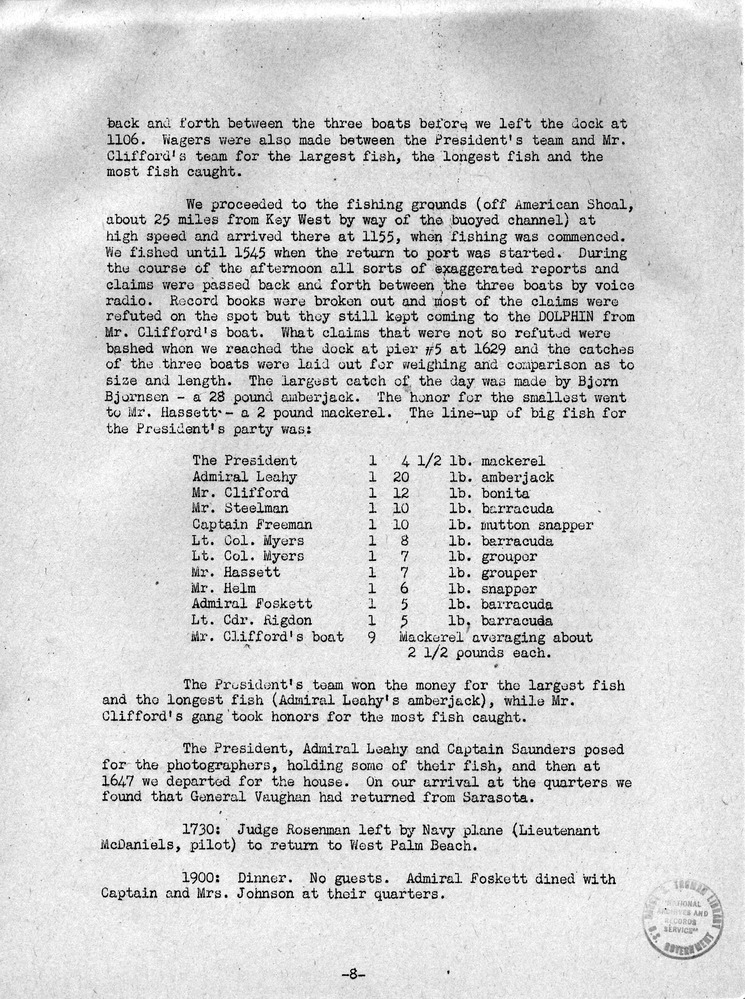 back and forth between the three boats before we left the dock at
1106. Wagers were also made between the President's team and Mr.
Clifford's team for the largest fish, the longest fish and the
most fish caught.
We proceeded to the fishing grounds (off American Shoal,
about 25 miles from Key West by way of the buoyed channel) at
high speed and arrived there at 1155, when fishing was commenced.
We fished until 1545 when the return to port was started. During
the course of the afternoon all sorts of exaggerated reports and
claims were passed back and forth between the three boats by voice
radio. Record books were broken out and most of the claims were
refuted on the spot but they still kept coming to the DOLPHIN from
Mr. Clifford's boat. What claims that were not so refuted were
bashed when we reached the dock at pier #5 at 1629 and the catches
of the three boats were laid out for weighing and comparison as to
size and length. The largest catch of the day was made by Bjorn
Bjornsen - a 28 pound amberjack. The honor for the smallest went
to Mr. Hassett - a 2 pound mackerel. The line-up of big fish for
the President's party was:
The President 1 4 1/2 lb. mackerel
Admiral Leahy 1 20 lb. amberjack
Mr. Clifford 1 12 lb. bonita
Mr. Steelman 1 10 lb. barracuda
Captain Freeman 1 10 lb. mutton snapper
Lt. Col. Myers 1 8 lb. barracuda
Lt. Col. Myers 1 7 lb. grouper
Mr. Hassett 1 7 lb. grouper
Mr. Helm 1 6 lb. snapper
Admiral Foskett 1 5 lb. barracuda
Lt. Cdr. Rigdon 1 5 lb. barracuda
Mr. Clifford's boat 9 Mackerel averaging about
2 1/2 pounds each.
The President's team won the money for the largest fish
and the longest fish (Admiral Leahy's amberjack), while Mr.
Clifford's gang took honors for the most fish caught.
The President, Admiral Leahy and Captain Saunders posed
for the photographers, holding some of their fish, and then at
1647 we departed for the house. On our arrival at the quarters we
found that General Vaughan had returned from Sarasota.
1730: Judge Rosenman left by Navy plane (Lieutenant
McDaniels, pilot) to return to West Palm Beach.
1900: Dinner. No guests. Admiral Foskett dined with
Captain and Mrs. Johnson at their quarters.
TRUMAN LIBRARY
NATIONAL
ARCHIVES AND
RECORDS
SERVICE
U.S. GOVERNMENT
-8-